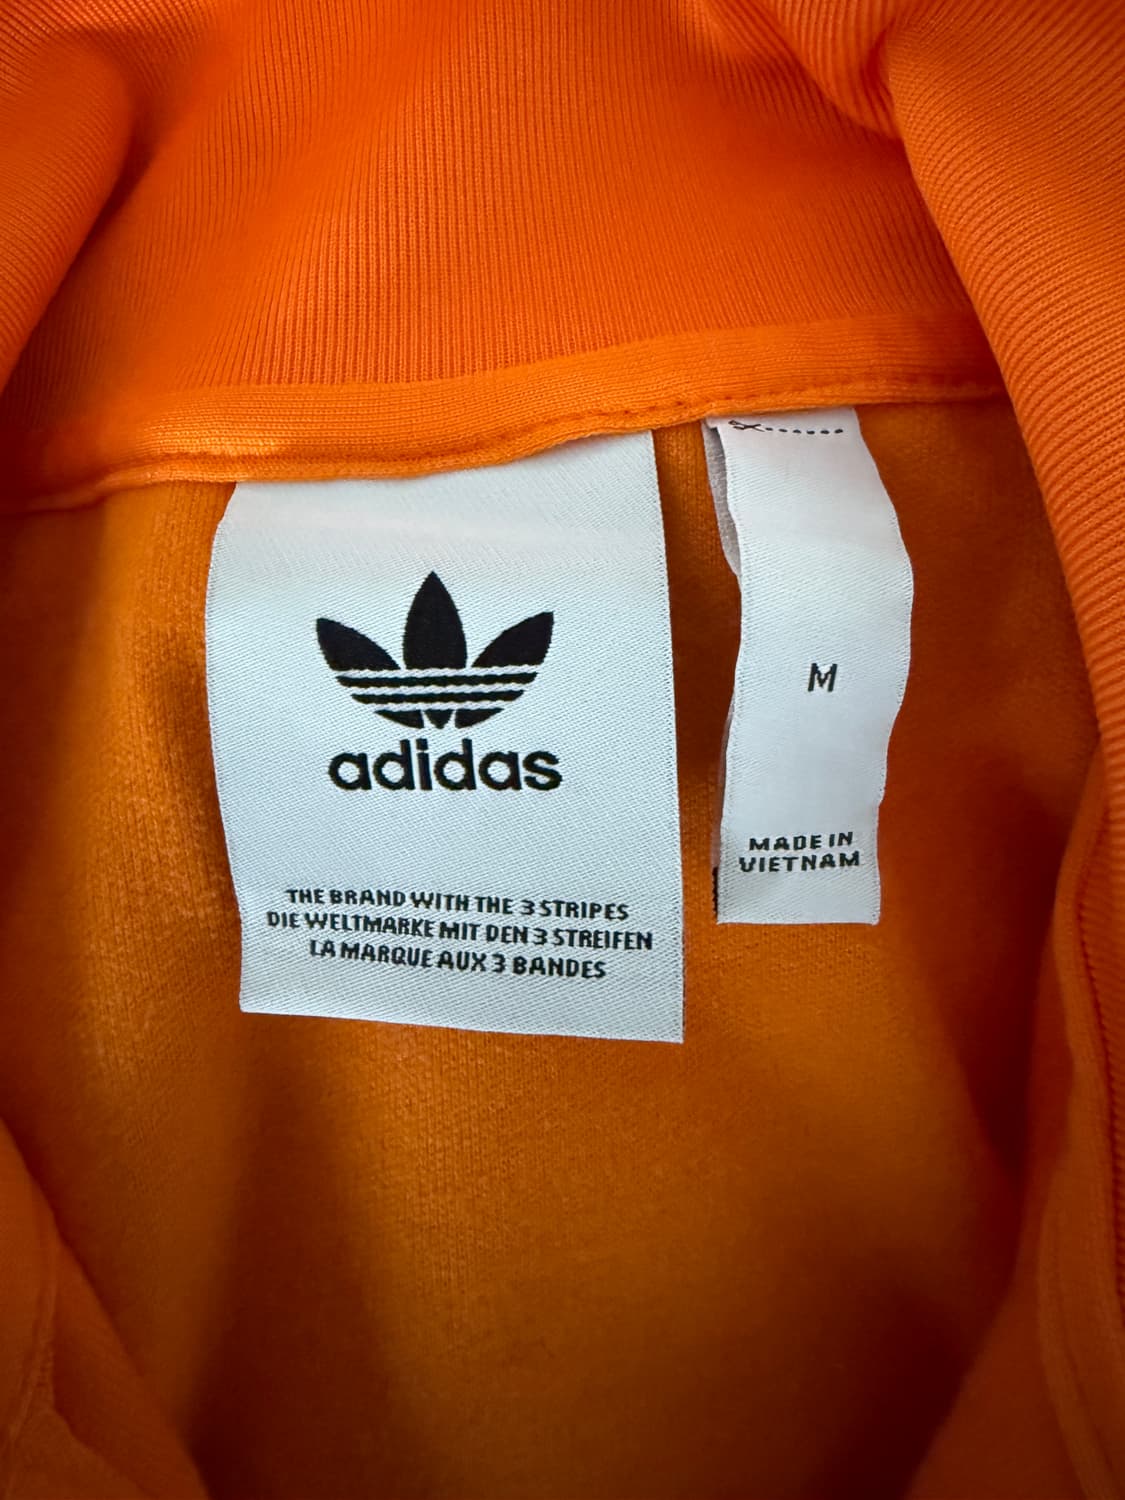 adidas
THE BRAND WITH THE 3 STRIPES
DIE WELTMARKE MIT DEN 3 STREIFEN
LA MARQUE AUX 3 BANDES
M
MADE IN
VIETNAM